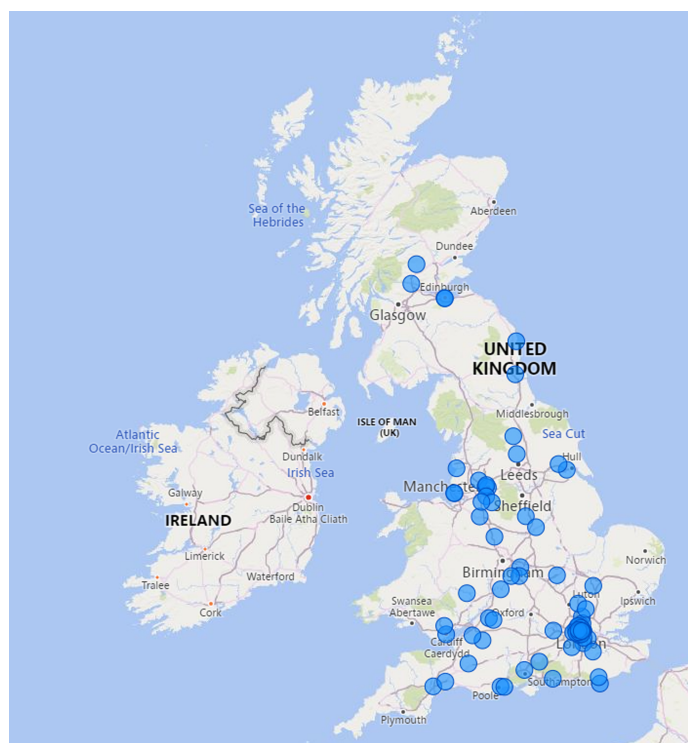 Sea of the
Hebrides
Aberdeen
Dundee
Edinburgh
Glasgow
UNITED
KINGDOM
Belfast
ISLE OF MAN
(UK)
Middlesbrough
Atlantic
Ocean/Irish Sea
Sea Cut
Dundalk
Irish Sea
Leeds
Hull
Manchester
Galway
Sheffield
Dublin
Baile Atha Cliath
IRELAND
Limerick
Norwich
Birmingham
Tralee
Waterford
Swansea
Abertawe
Luton
Ipswich
Cork
Oxford
Cardiff
Caerdydd
London
Southampton
Poole
Plymouth